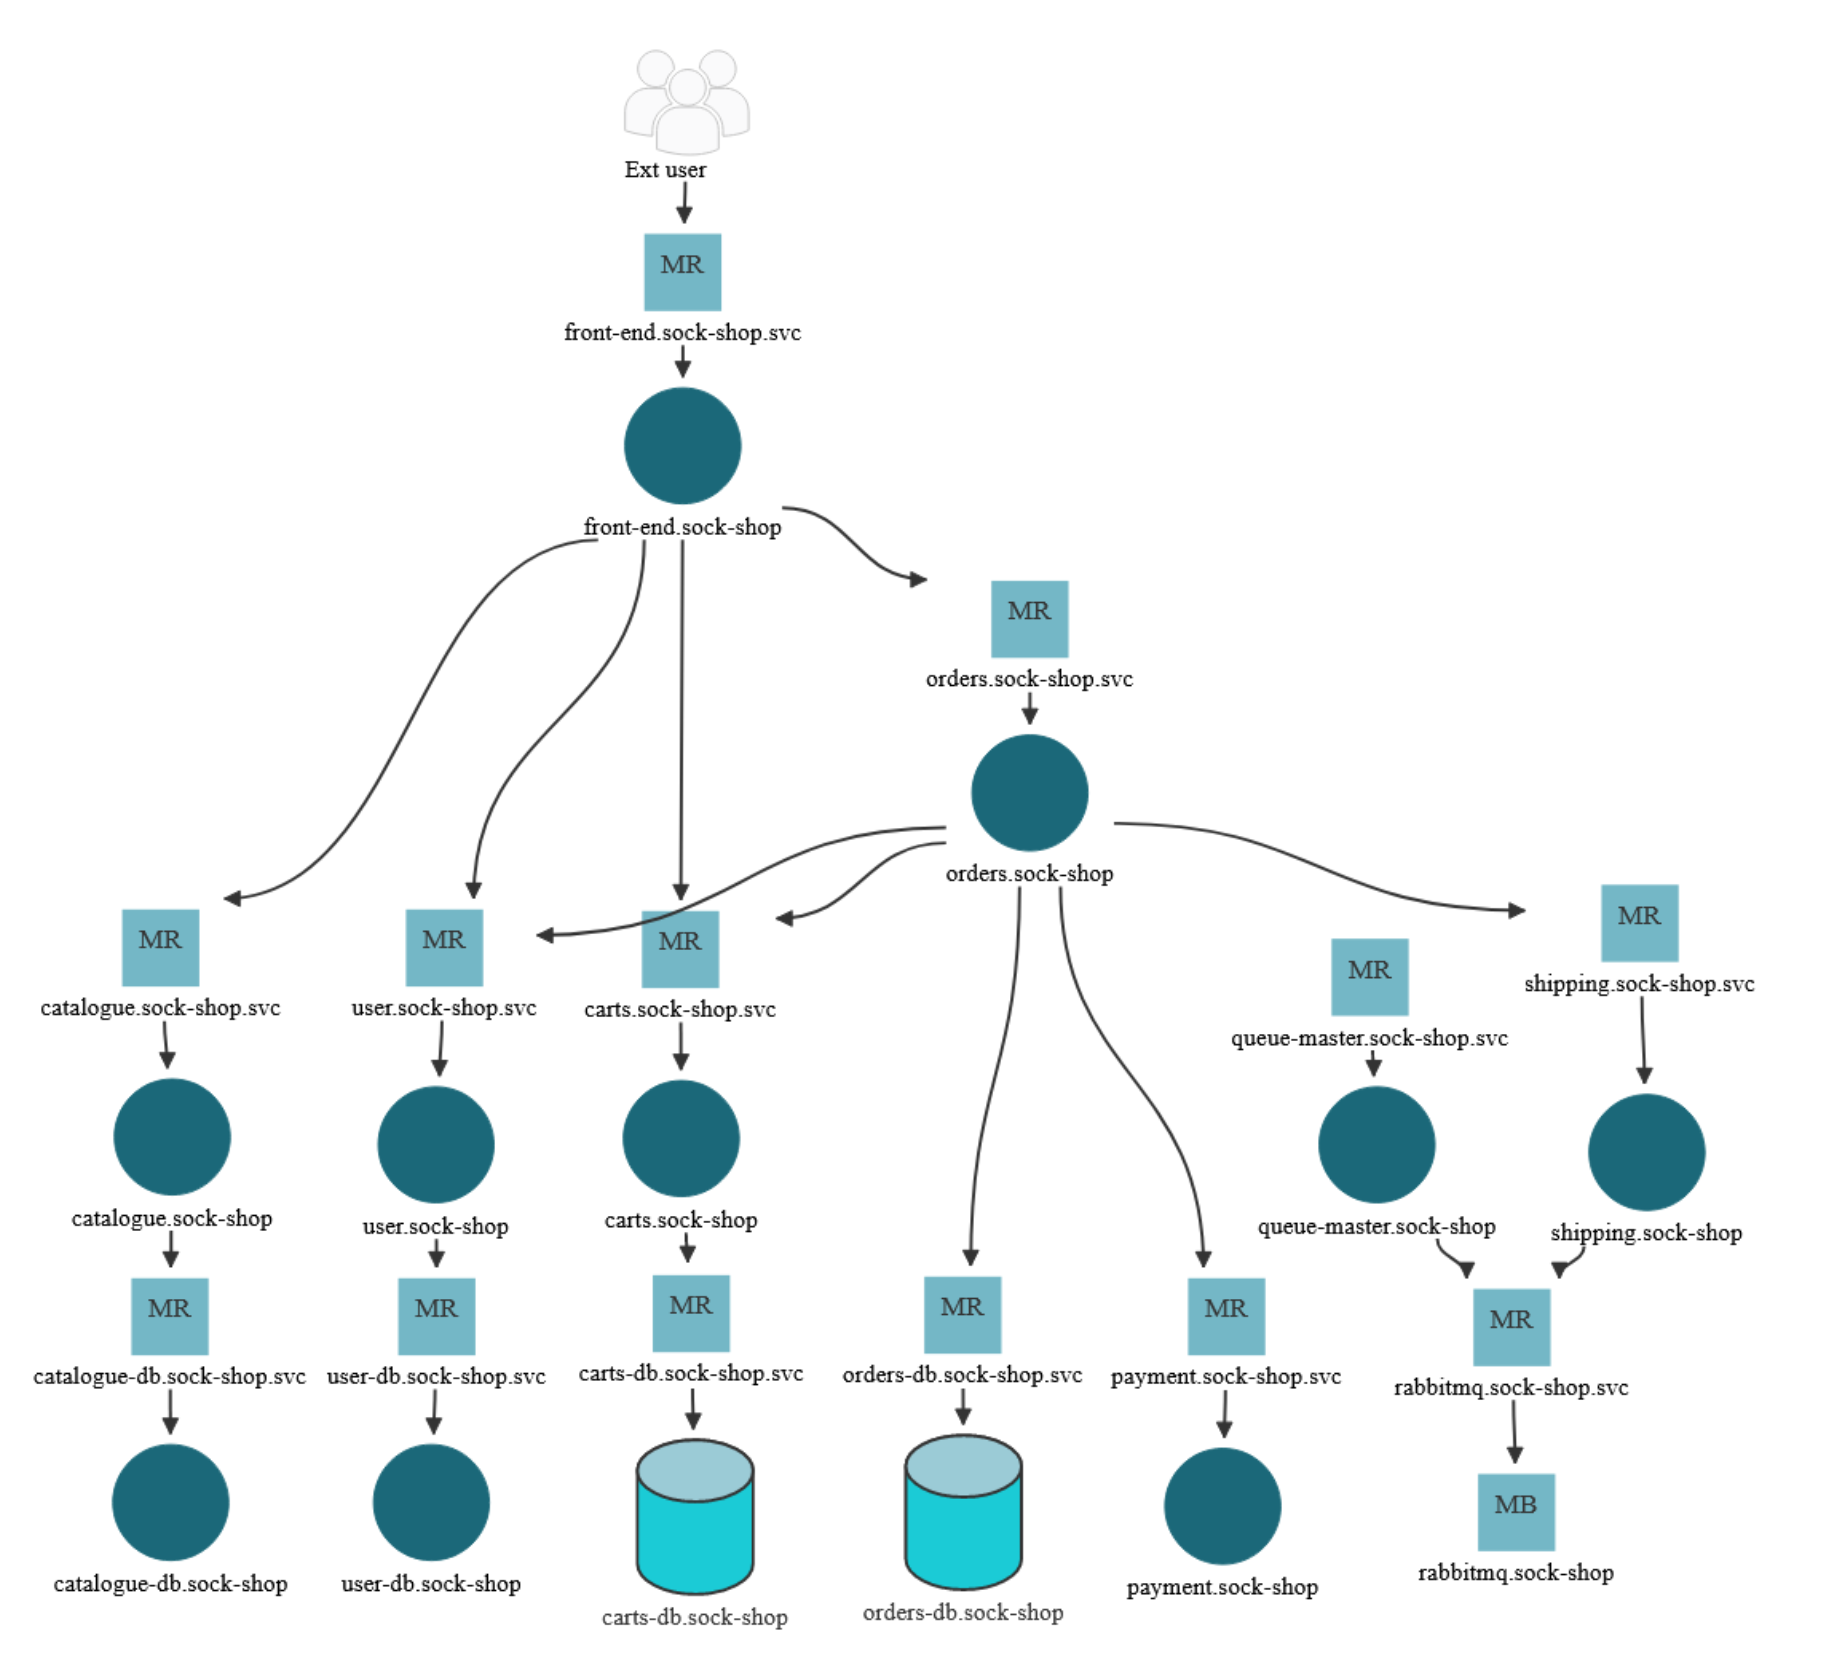 Ext user
MR
front-end.sock-shop.svc
front-end.sock-shop
MR
orders.sock-shop.svc
orders.sock-shop
MR
catalogue.sock-shop.svc
MR
user.sock-shop.svc
MR
carts.sock-shop.svc
MR
queue-master.sock-shop.svc
MR
shipping.sock-shop.svc
catalogue.sock-shop
user.sock-shop
carts.sock-shop
queue-master.sock-shop
shipping.sock-shop
MR
catalogue-db.sock-shop.svc
MR
user-db.sock-shop.svc
MR
carts-db.sock-shop.svc
MR
orders-db.sock-shop.svc
MR
payment.sock-shop.svc
MR
rabbitmq.sock-shop.svc
catalogue-db.sock-shop
user-db.sock-shop
carts-db.sock-shop
orders-db.sock-shop
payment.sock-shop
MB
rabbitmq.sock-shop